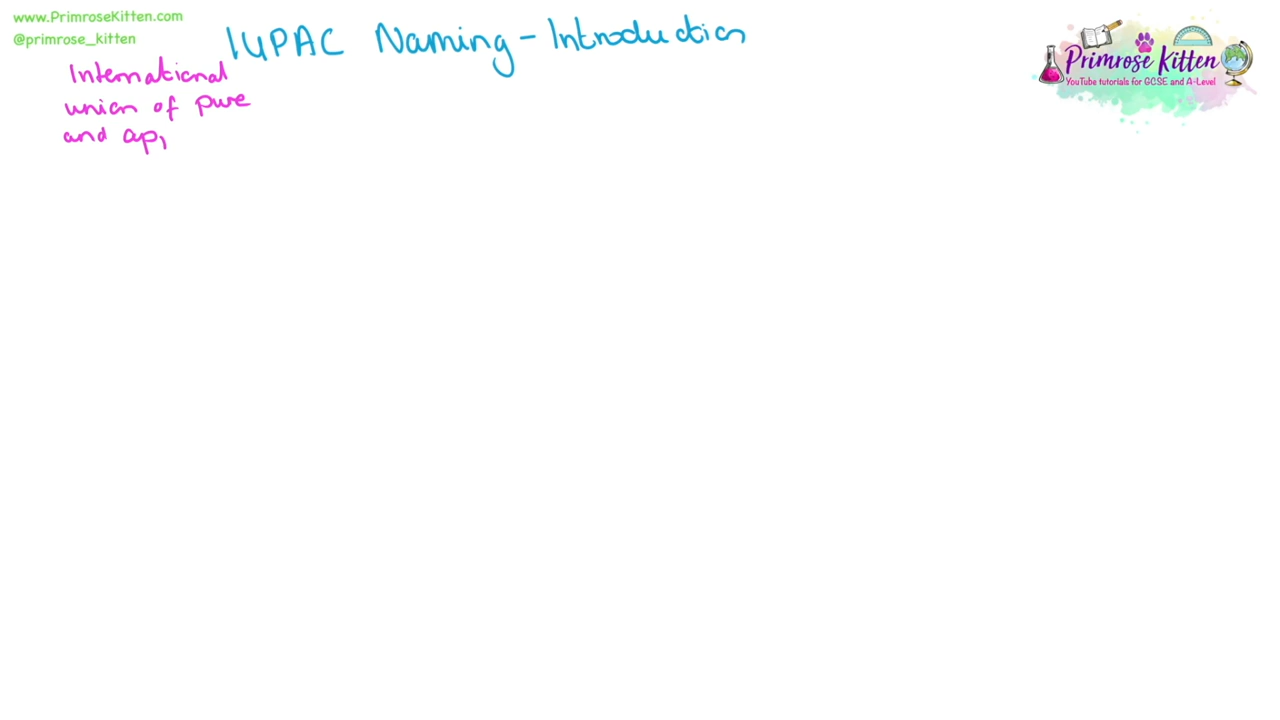 www.PrimroseKitten.com
@primrose_kitten
IUPAC Naming - Introduction
International
union of pure
and app
Primrose Kitten
YouTube tutorials for GCSE and A-Level